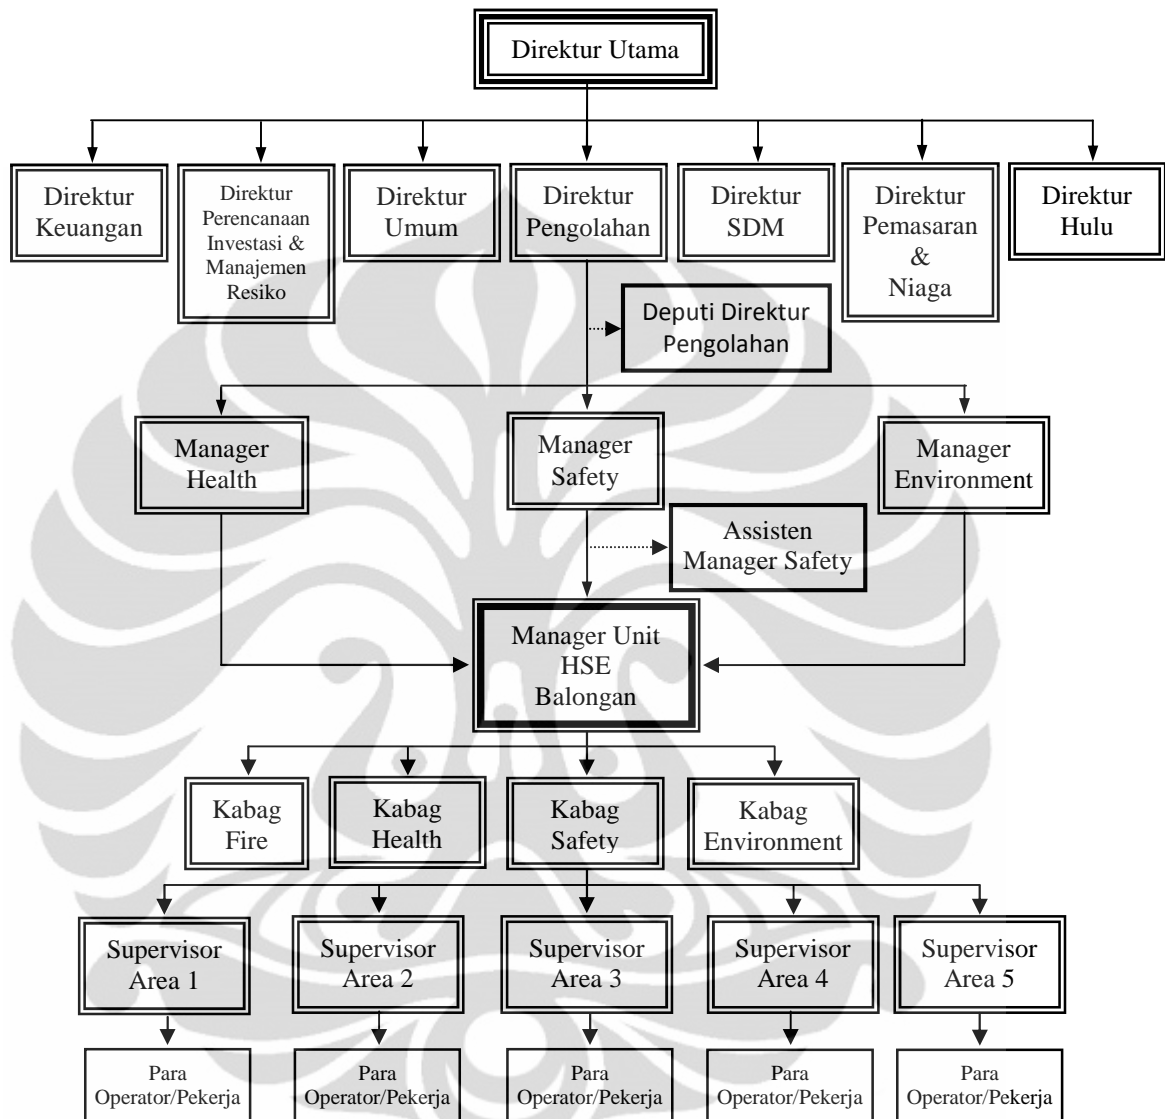 Direktur Utama
Direktur
Keuangan
Direktur
Perencanaan
Investasi &
Manajemen
Resiko
Direktur
Umum
Direktur
Pengolahan
Direktur
SDM
Direktur
Pemasaran
&
Niaga
Direktur
Hulu
Deputi Direktur
Pengolahan
Manager
Health
Manager
Safety
Manager
Environment
Assisten
Manager Safety
Manager Unit
HSE
Balongan
Kabag
Fire
Kabag
Health
Kabag
Safety
Kabag
Environment
Supervisor
Area 1
Supervisor
Area 2
Supervisor
Area 3
Supervisor
Area 4
Supervisor
Area 5
Para
Operator/Pekerja
Para
Operator/Pekerja
Para
Operator/Pekerja
Para
Operator/Pekerja
Para
Operator/Pekerja